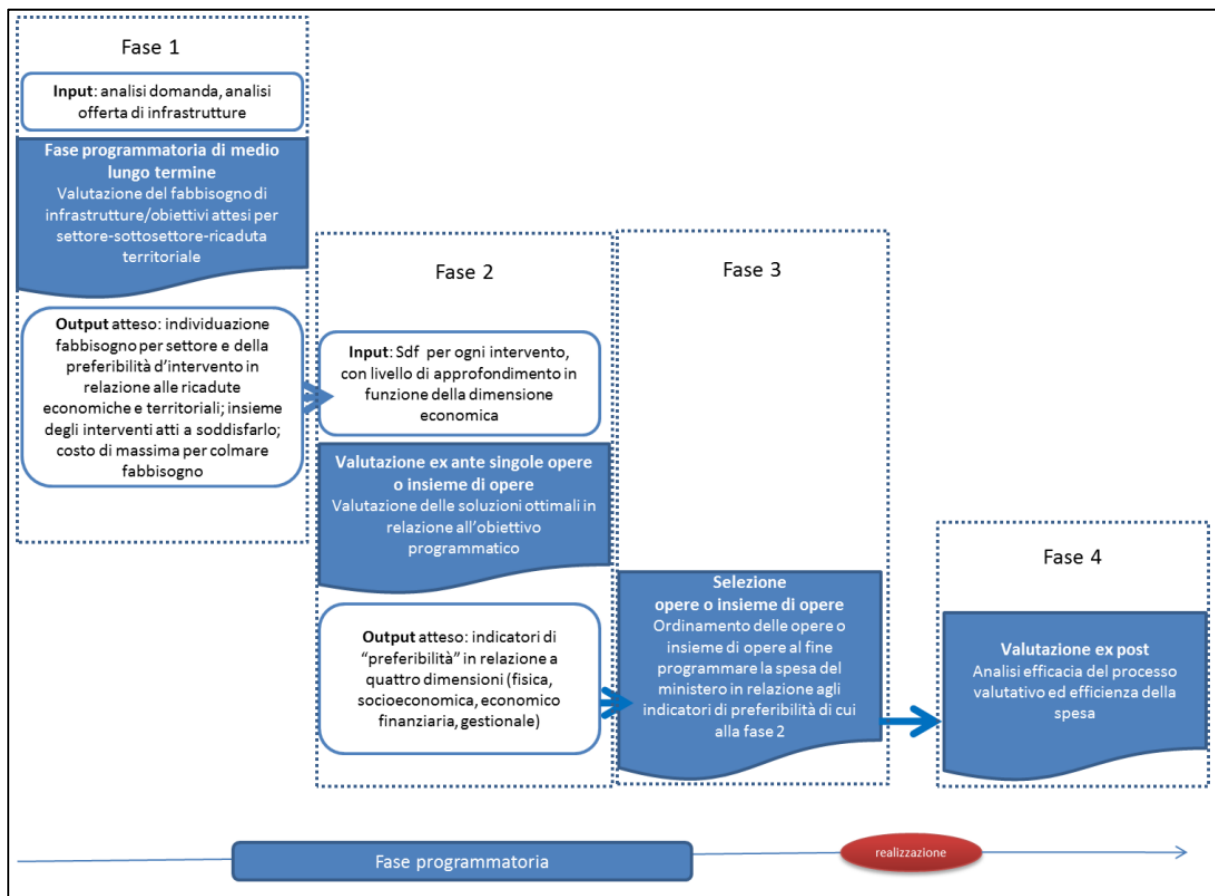 Fase 1
Input: analisi domanda, analisi
offerta di infrastrutture
Fase programmatoria di medio
lungo termine
Valutazione del fabbisogno di
infrastrutture/obiettivi attesi per
settore-sottosettore-ricaduta
territoriale
Output atteso: individuazione
fabbisogno per settore e della
preferibilità d'intervento in
relazione alle ricadute
economiche e territoriali; insieme
degli interventi atti a soddisfarlo;
costo di massima per colmare
fabbisogno
Fase 2
Input: Sdf per ogni intervento,
con livello di approfondimento in
funzione della dimensione
economica
Valutazione ex ante singole opere
o insieme di opere
Valutazione delle soluzioni ottimali in
relazione all'obiettivo
programmatico
Output atteso: indicatori di
"preferibilità" in relazione a
quattro dimensioni (fisica,
socioeconomica, economico
finanziaria, gestionale)
Fase 3
Selezione
opere o insieme di opere
Ordinamento delle opere o
insieme di opere al fine
programmare la spesa del
ministero in relazione agli
indicatori di preferibilità di cui
alla fase 2
Fase 4
Valutazione ex post
Analisi efficacia del processo
valutativo ed efficienza della
spesa
Fase programmatoria
realizzazione